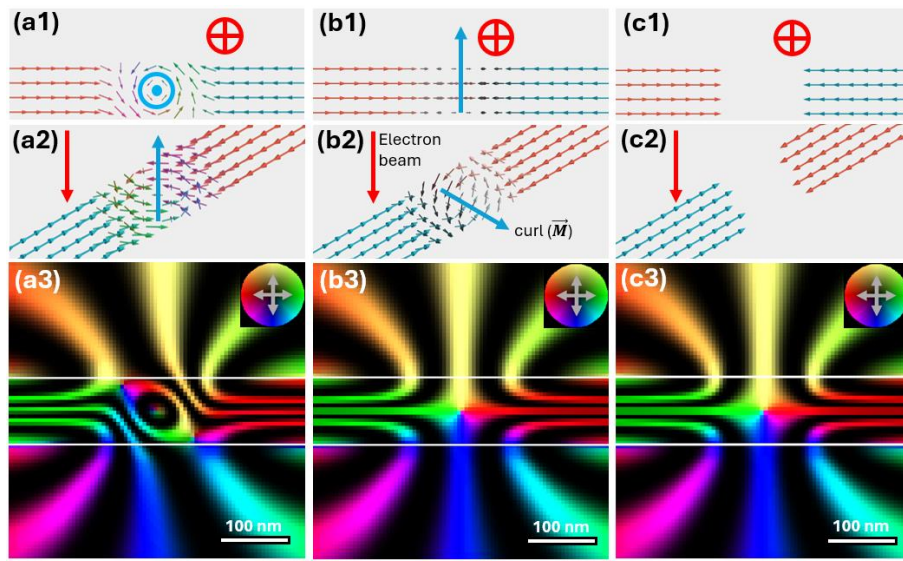 (a1)
(b1)
(c1)
(a2)
(b2)
Electron
beam
curl (M⃗)
(c2)
(a3)
100 nm
(b3)
100 nm
(c3)
100 nm